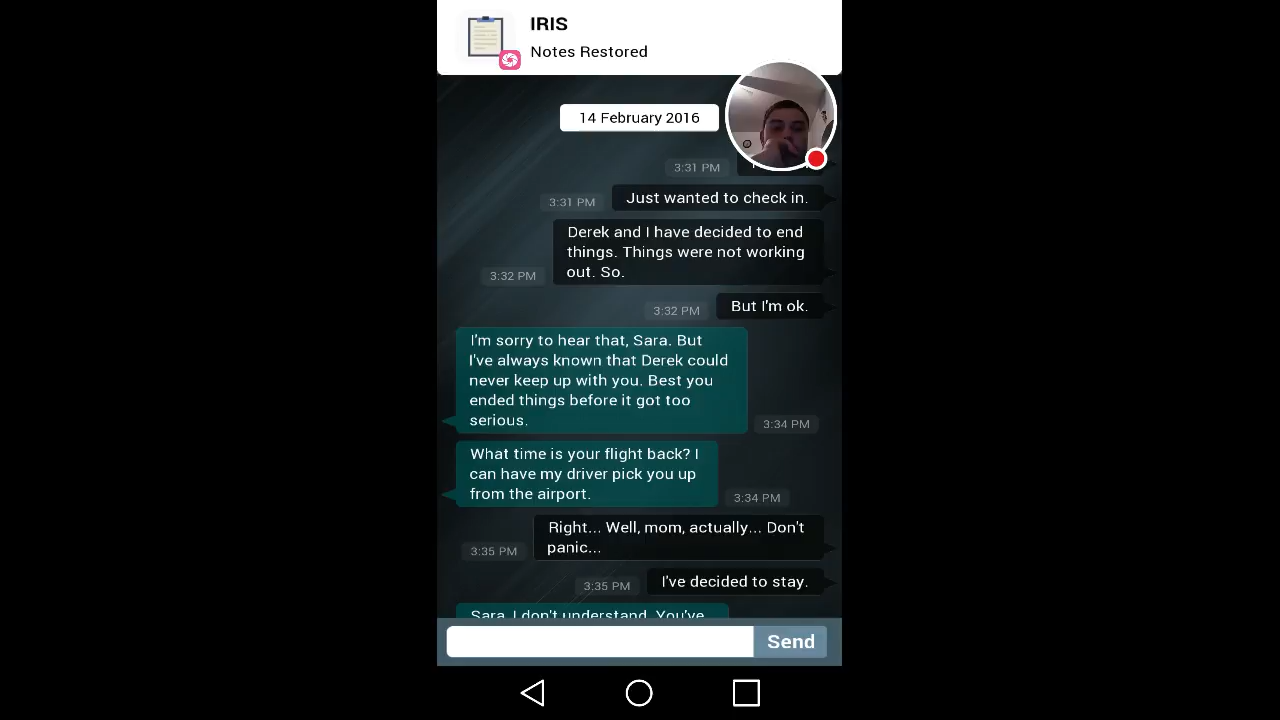 IRIS
Notes Restored
14 February 2016
3:31 PM
Just wanted to check in.
3:31 PM
Derek and I have decided to end
things. Things were not working
out. So.
3:32 PM
But I'm ok.
3:32 PM
I'm sorry to hear that, Sara. But
I've always known that Derek could
never keep up with you. Best you
ended things before it got too
serious.
3:34 PM
What time is your flight back? I
can have my driver pick you up
from the airport.
3:34 PM
Right... Well, mom, actually... Don't
panic...
3:35 PM
I've decided to stay.
3:35 PM
Sara, I don't understand. You've
Send